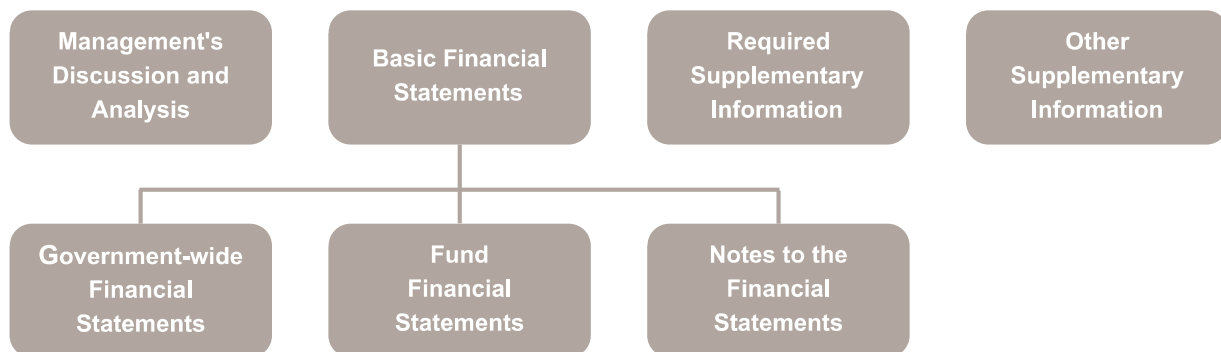 Management's
Discussion and
Analysis
Basic Financial
Statements
Required
Supplementary
Information
Other
Supplementary
Information
Government-wide
Financial
Statements
Fund
Financial
Statements
Notes to the
Financial
Statements